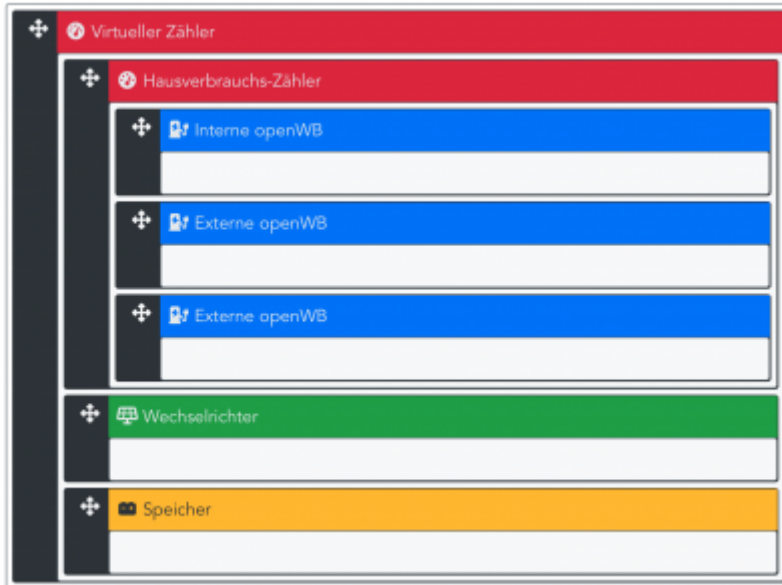 Virtueller Zähler
Hausverbrauchs-Zähler
Interne openWB
Externe openWB
Externe openWB
Wechselrichter
Speicher